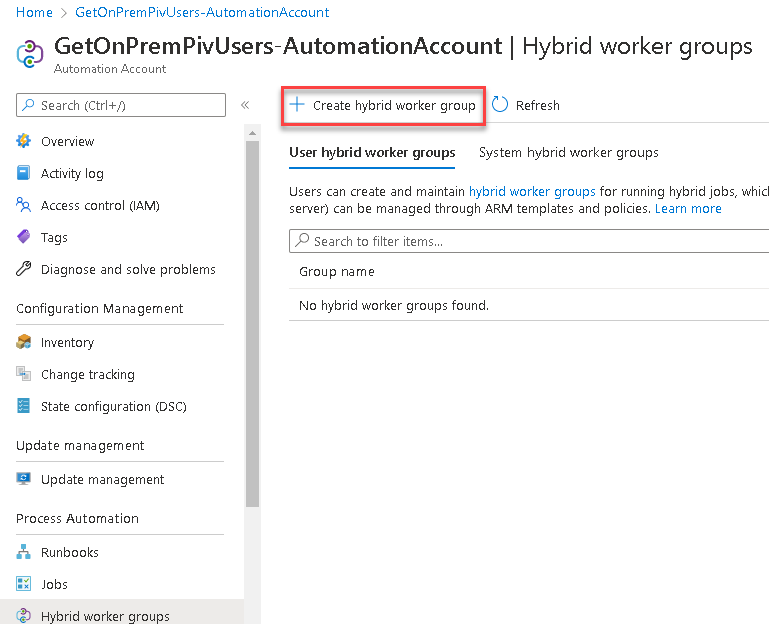 Home > GetOnPremPivUsers-AutomationAccount
GetOnPremPivUsers-AutomationAccount | Hybrid worker groups
Automation Account
Search (Ctrl+/)
«
Overview
Activity log
Access control (IAM)
Tags
Diagnose and solve problems
Configuration Management
Inventory
Change tracking
State configuration (DSC)
Update management
Update management
Process Automation
Runbooks
Jobs
Hybrid worker groups
+ Create hybrid worker group
Refresh
User hybrid worker groups
System hybrid worker groups
Users can create and maintain hybrid worker groups for running hybrid jobs, whic
server) can be managed through ARM templates and policies. Learn more
Search to filter items...
Group name
No hybrid worker groups found.